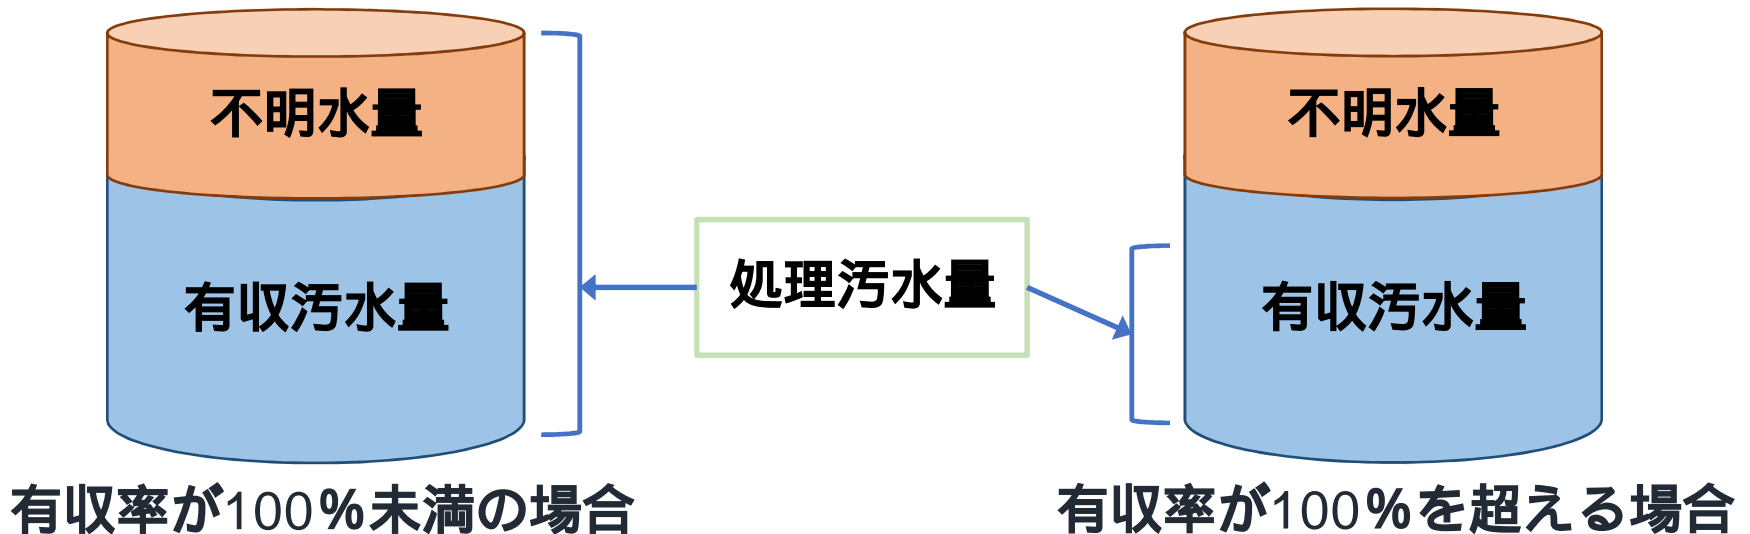 不明水量
有収汚水量
有収率が100％未満の場合
処理汚水量
不明水量
有収汚水量
有収率が100％を超える場合